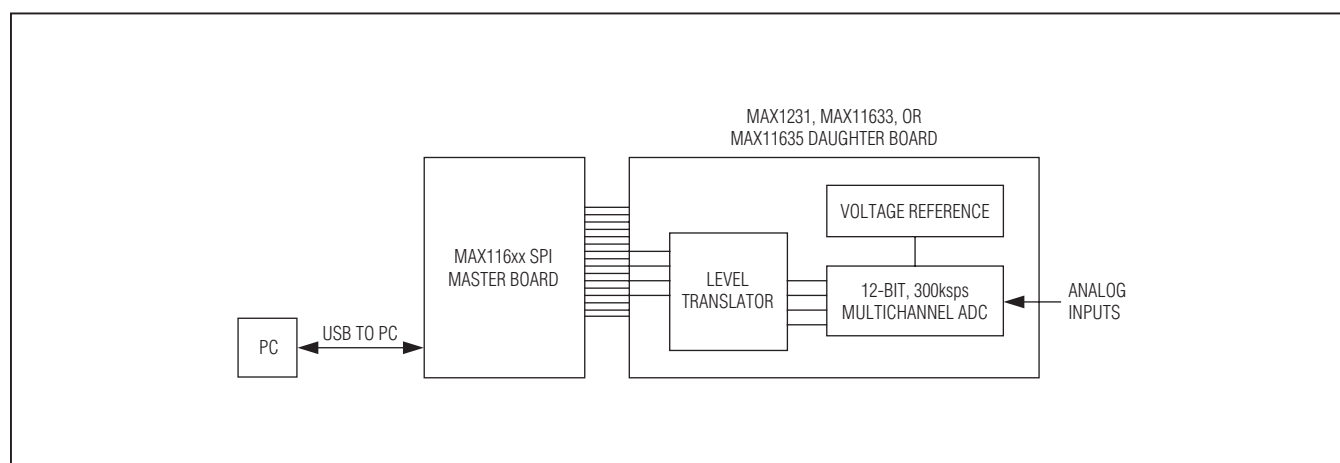 MAX1231, MAX11633, OR
MAX11635 DAUGHTER BOARD
VOLTAGE REFERENCE
MAX116xx SPI
MASTER BOARD
LEVEL
TRANSLATOR
12-BIT, 300ksps
MULTICHANNEL ADC
ANALOG
INPUTS
PC
USB TO PC